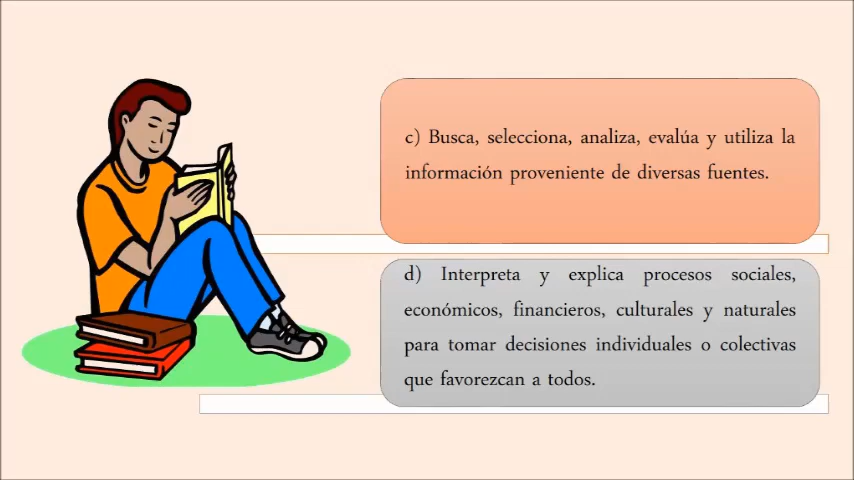 c) Busca, selecciona, analiza, evalúa y utiliza la
información proveniente de diversas fuentes.
d) Interpreta y explica procesos sociales,
económicos, financieros, culturales y naturales
para tomar decisiones individuales o colectivas
que favorezcan a todos.